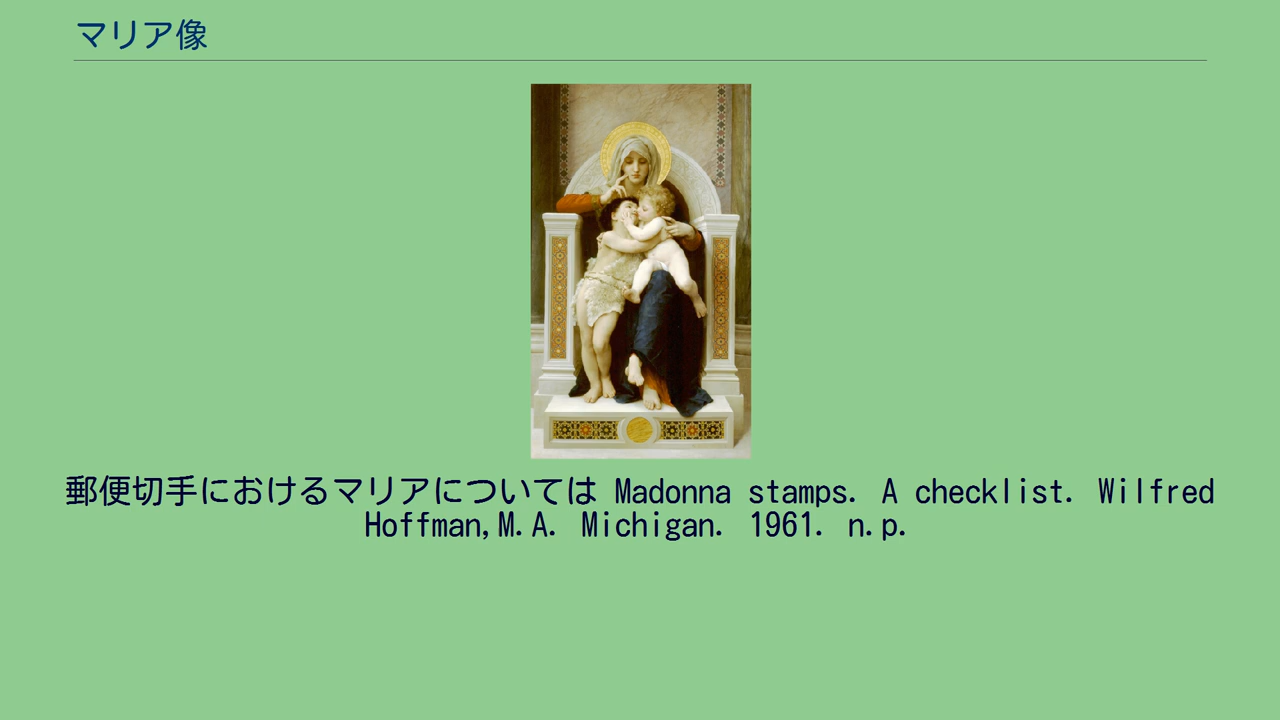 マリア像
郵便切手におけるマリアについては Madonna stamps. A checklist. Wilfred
Hoffman,M.A. Michigan. 1961. n.p.